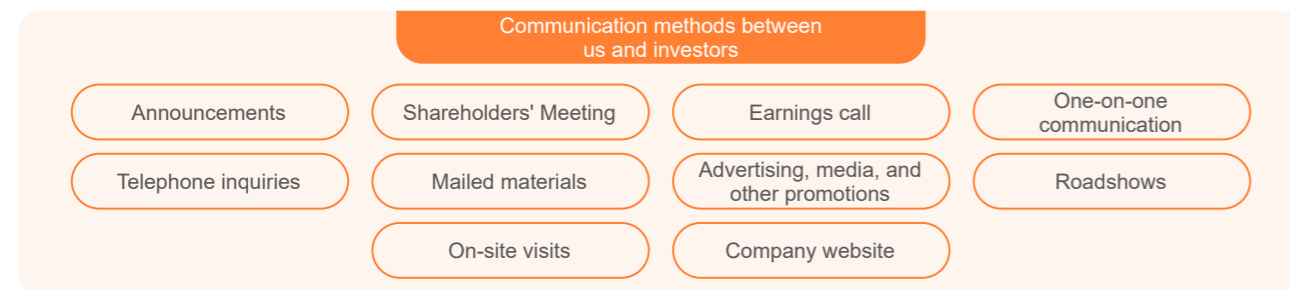 Communication methods between
us and investors
Announcements
Shareholders' Meeting
Earnings call
One-on-one
communication
Telephone inquiries
Mailed materials
Advertising, media, and
other promotions
Roadshows
On-site visits
Company website